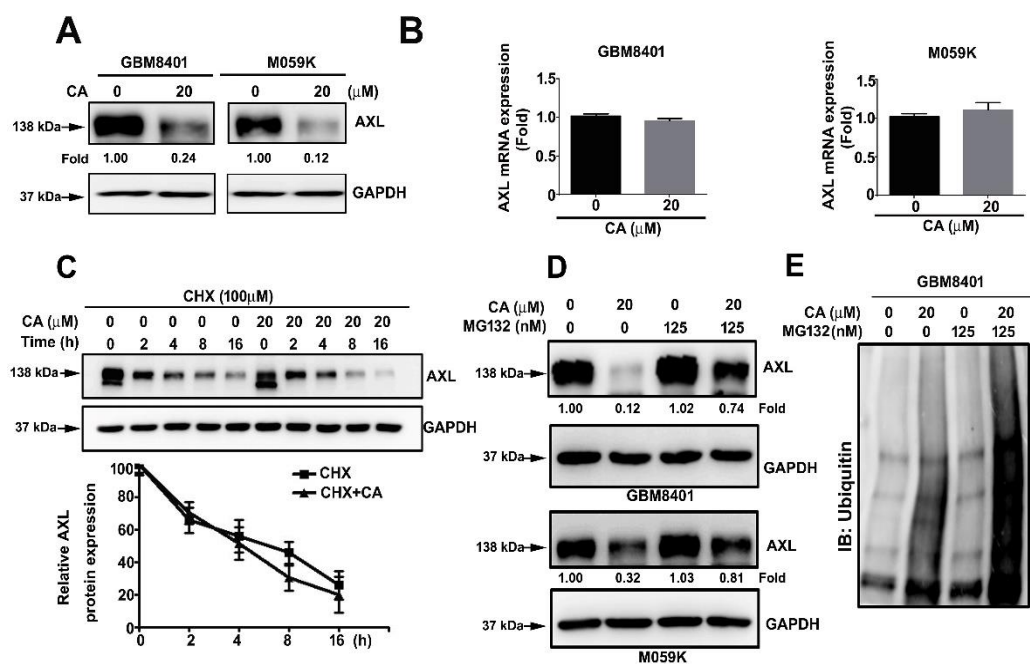 A
GBM8401 M059K
CA 0 20 0 20 (μM)
138 kDa AXL
Fold 1.00 0.24 1.00 0.12
37 kDa GAPDH
B
GBM8401
AXL mRNA expression
(Fold)
1.5
1.0
0.5
0
0 20
CA (μM)
M059K
AXL mRNA expression
(Fold)
1.5
1.0
0.5
0
0 20
CA (μM)
C
CHX (100μM)
CA (μM) 0 0 0 0 0 20 20 20 20 20
Time (h) 0 2 4 8 16 0 2 4 8 16
138 kDa AXL
37 kDa GAPDH
Relative AXL
protein expression
100
80
60
40
20
0
CHX
CHX+CA
0 2 4 8 16 (h)
D
CA (μM) 0 20 0 20
MG132 (nM) 0 0 125 125
138 kDa AXL
1.00 0.12 1.02 0.74 Fold
37 kDa GAPDH
GBM8401
138 kDa AXL
1.00 0.32 1.03 0.81 Fold
37 kDa GAPDH
M059K
E
GBM8401
CA (μM) 0 20 0 20
MG132 (nM) 0 0 125 125
IB: Ubiquitin